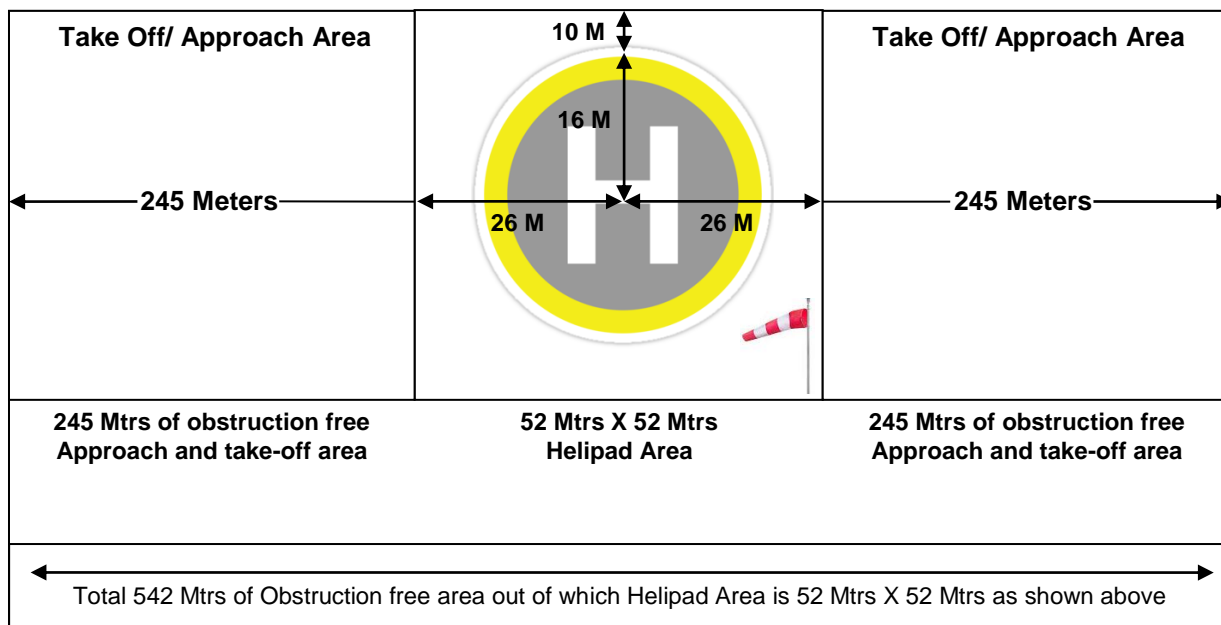 Take Off/ Approach Area
10 M
Take Off/ Approach Area
16 M
H
245 Meters
26 M
26 M
245 Meters
245 Mtrs of obstruction free
Approach and take-off area
52 Mtrs X 52 Mtrs
Helipad Area
245 Mtrs of obstruction free
Approach and take-off area
Total 542 Mtrs of Obstruction free area out of which Helipad Area is 52 Mtrs X 52 Mtrs as shown above